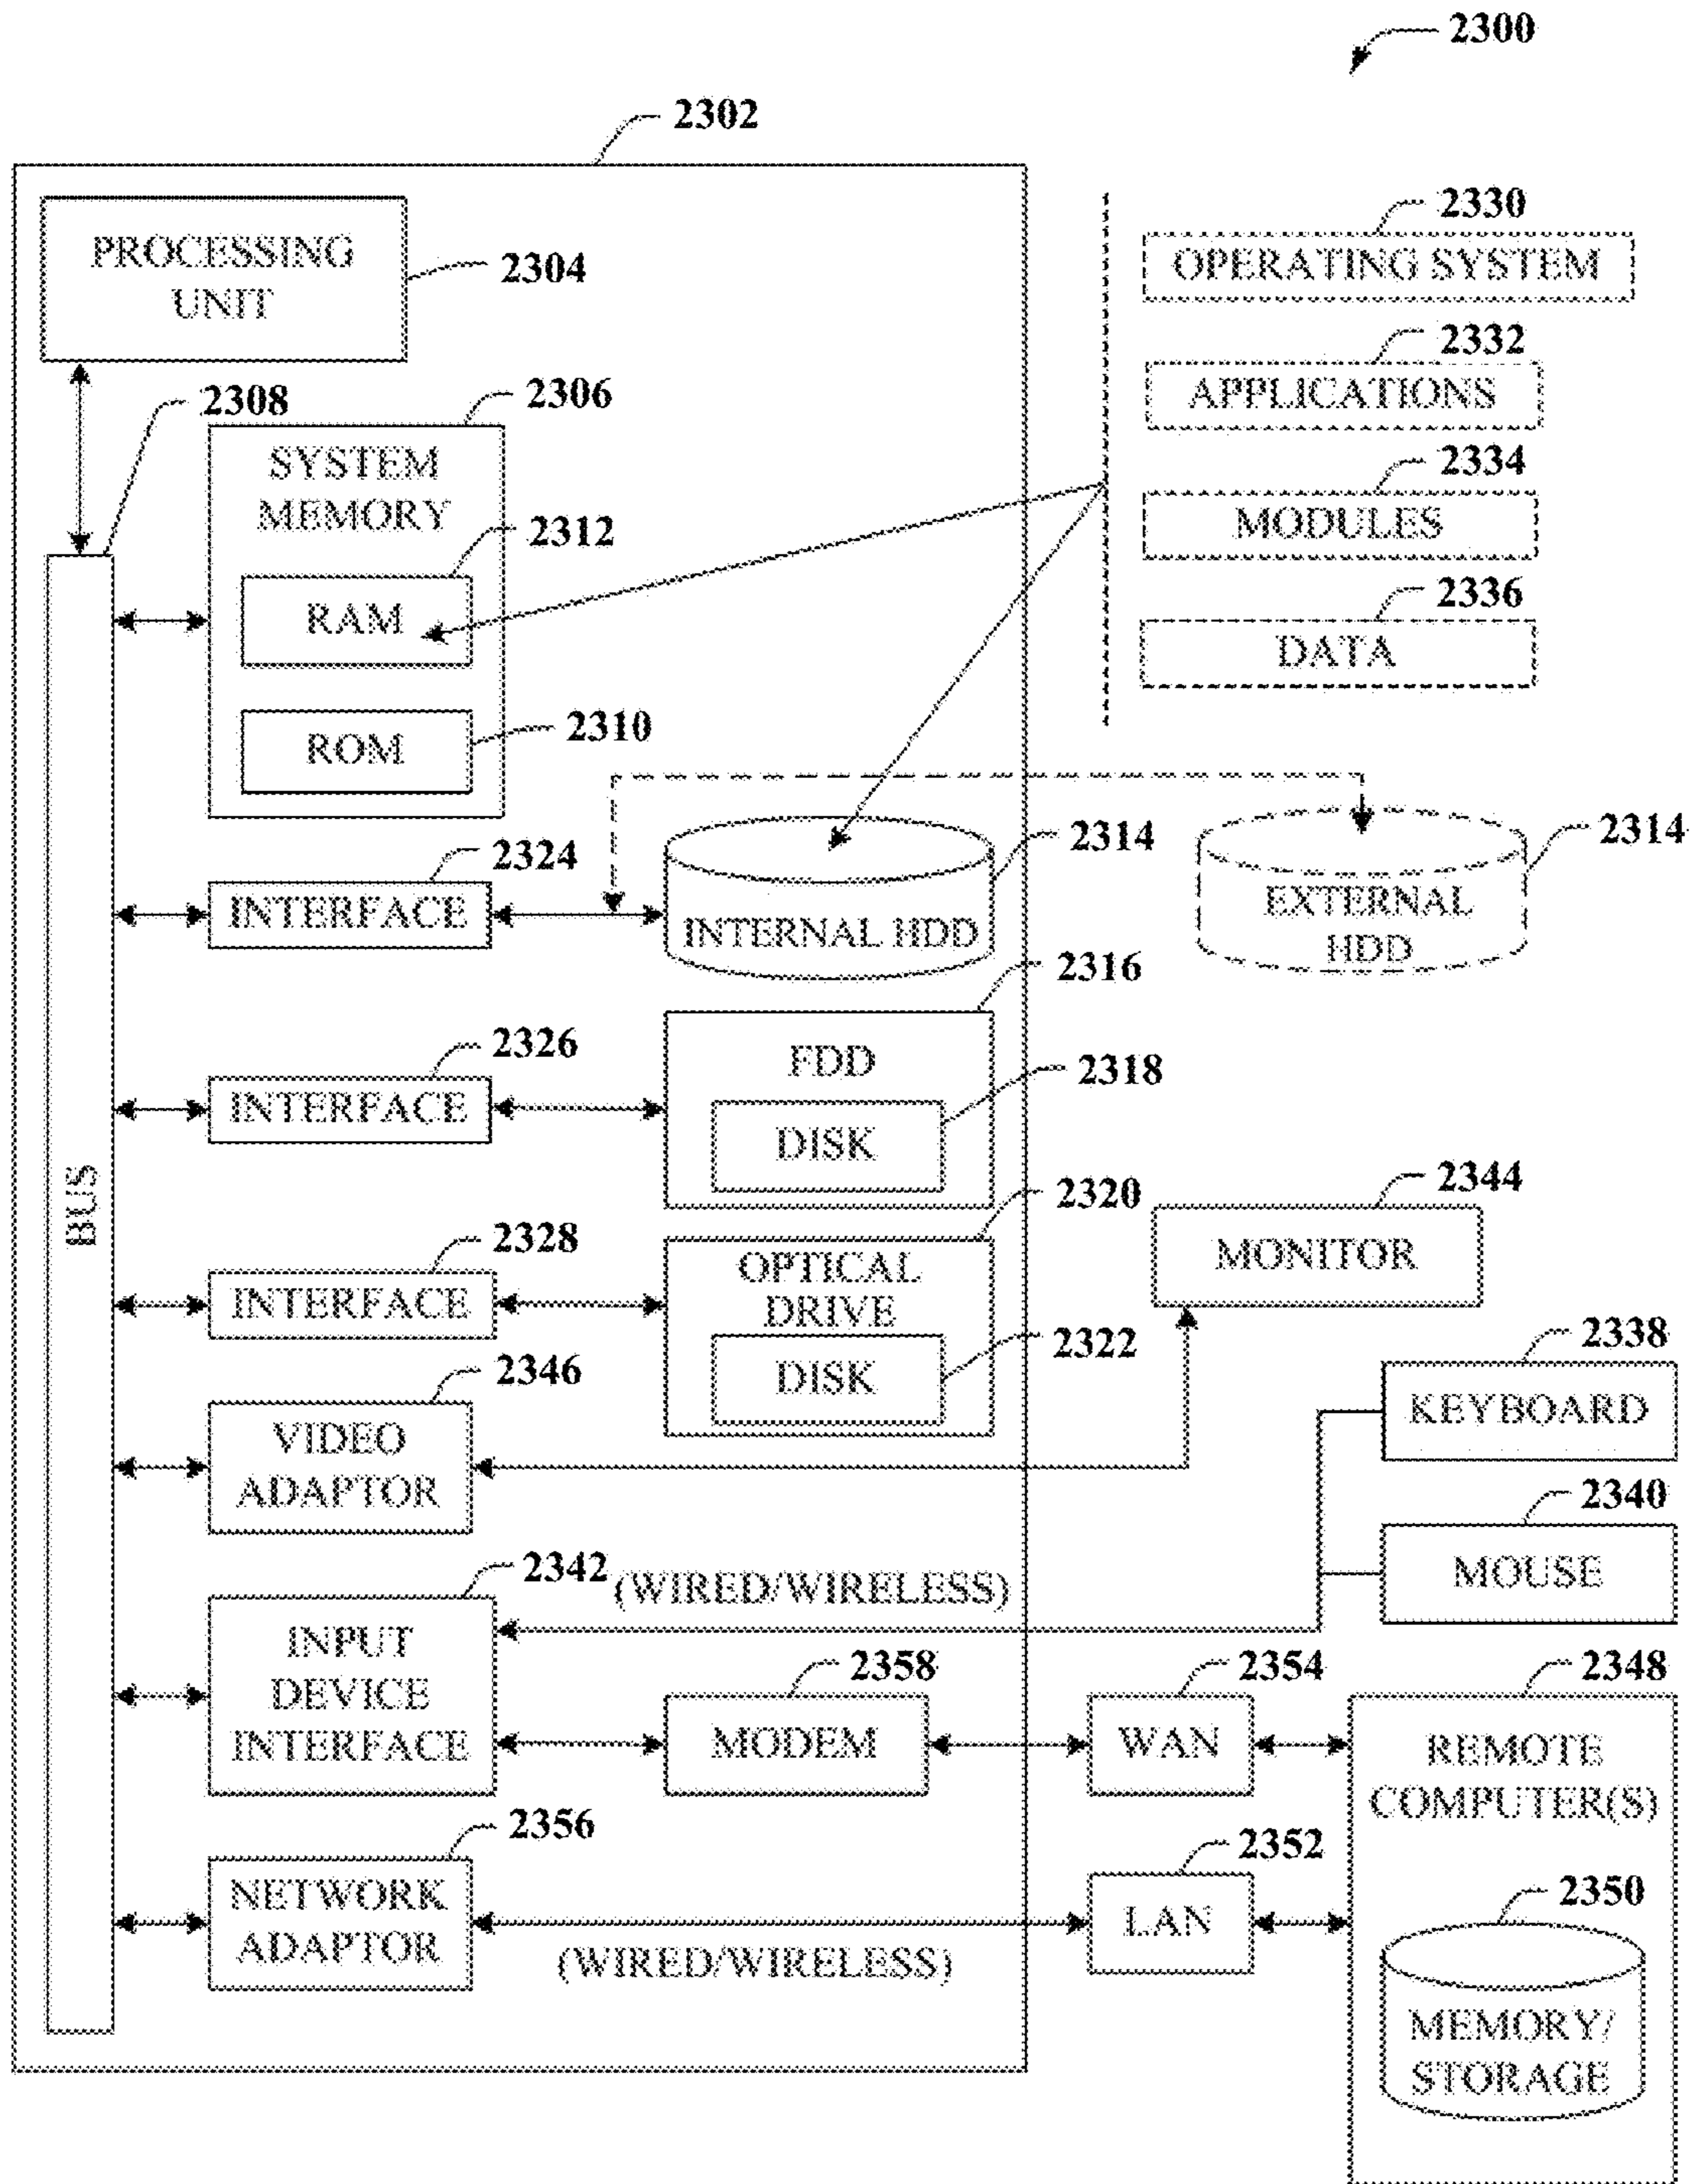 2300
2302
PROCESSING
UNIT
2304
2330
OPERATING SYSTEM
2332
APPLICATIONS
2334
MODULES
2336
DATA
2308
2306
SYSTEM
MEMORY
2312
RAM
2310
ROM
2324
INTERFACE
2314
INTERNAL HDD
2314
EXTERNAL
HDD
2316
2326
INTERFACE
FDD
2318
DISK
BUS
2328
INTERFACE
2320
OPTICAL
DRIVE
2322
DISK
2344
MONITOR
2346
VIDEO
ADAPTOR
2338
KEYBOARD
2340
MOUSE
2342
(WIRED/WIRELESS)
INPUT
DEVICE
INTERFACE
2358
MODEM
2354
WAN
2348
REMOTE
COMPUTER(S)
2356
NETWORK
ADAPTOR
(WIRED/WIRELESS)
2352
LAN
2350
MEMORY/
STORAGE